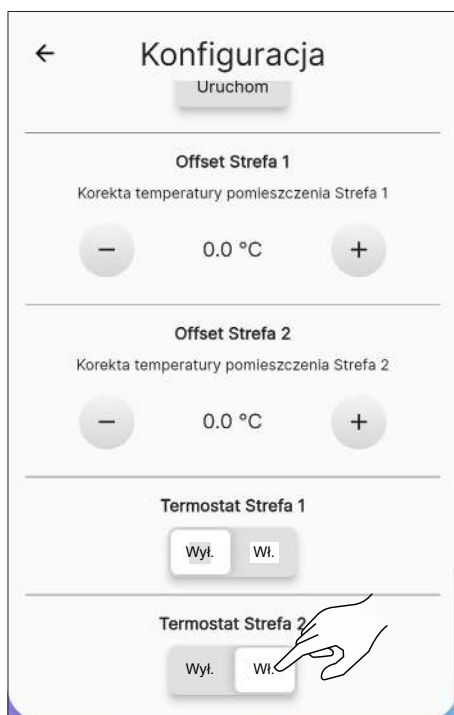 Konfiguracja
Uruchom
Offset Strefa 1
Korekta temperatury pomieszczenia Strefa 1
− 0.0 °C +
Offset Strefa 2
Korekta temperatury pomieszczenia Strefa 2
− 0.0 °C +
Termostat Strefa 1
Wył. Wł.
Termostat Strefa 2
Wył. Wł.